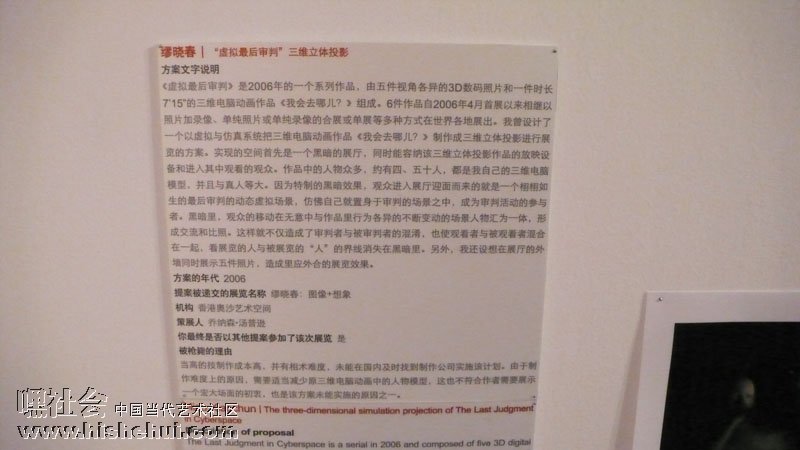 缪晓春 | “虚拟最后审判”三维立体投影
方案文字说明
《虚拟最后审判》是2006年的一个系列作品，由五件视角各异的3D数码照片和一件时长
7'15"的三维电脑动画作品《我会去哪儿？》组成。6件作品自2006年4月首展以来相继以
照片加录像、单纯照片或单纯录像的合展或单展等多种方式在世界各地展出。我曾设计了
一个以虚拟与仿真系统把三维电脑动画作品《我会去哪儿？》制作成三维立体投影进行展
览的方案。实现的空间首先是一个黑暗的展厅，同时能容纳该三维立体投影作品的放映设
备和进入其中观看的观众。作品中的人物众多，约有四、五十人，都是我自己的三维电脑
模型，并且与真人等大。因为特制的黑暗效果，观众进入展厅迎面而来的就是一个栩栩如
生的最后审判的动态虚拟场景，仿佛自己就置身于审判的场景之中，成为审判活动的参与
者。黑暗里，观众的移动在无意中与作品里行为各异的不断变动的场景人物汇为一体，形
成交流和比照。这样就不仅造成了审判者与被审判者的混淆，也使观看者与被观看者混合
在一起，看展览的人与被展览的“人”的界线消失在黑暗里。另外，我还设想在展厅的外
墙同时展示五件照片，造成里应外合的展览效果。
方案的年代 2006
提案被递交的展览名称 缪晓春：图像+想象
机构 香港奥沙艺术空间
策展人 乔纳森·汤普逊
你最终是否以其他提案参加了该次展览 是
被枪毙的理由
当高的技制作成本高，并有相术难度，未能在国内及时找到制作公司实施该计划。由于制
作难度上的原因，需要适当减少原三维电脑动画中的人物模型，这也不符合作者需要展示
一个宏大场面的初衷，也是该方案未能实施的原因之一。
hun | The three-dimensional simulation projection of The Last Judgment
in Cyberspace
of proposal
The Last Judgment in Cyberspace is a serial in 2006 and composed of five 3D digital
嘿社会 中国当代艺术社区
www.hishehui.com